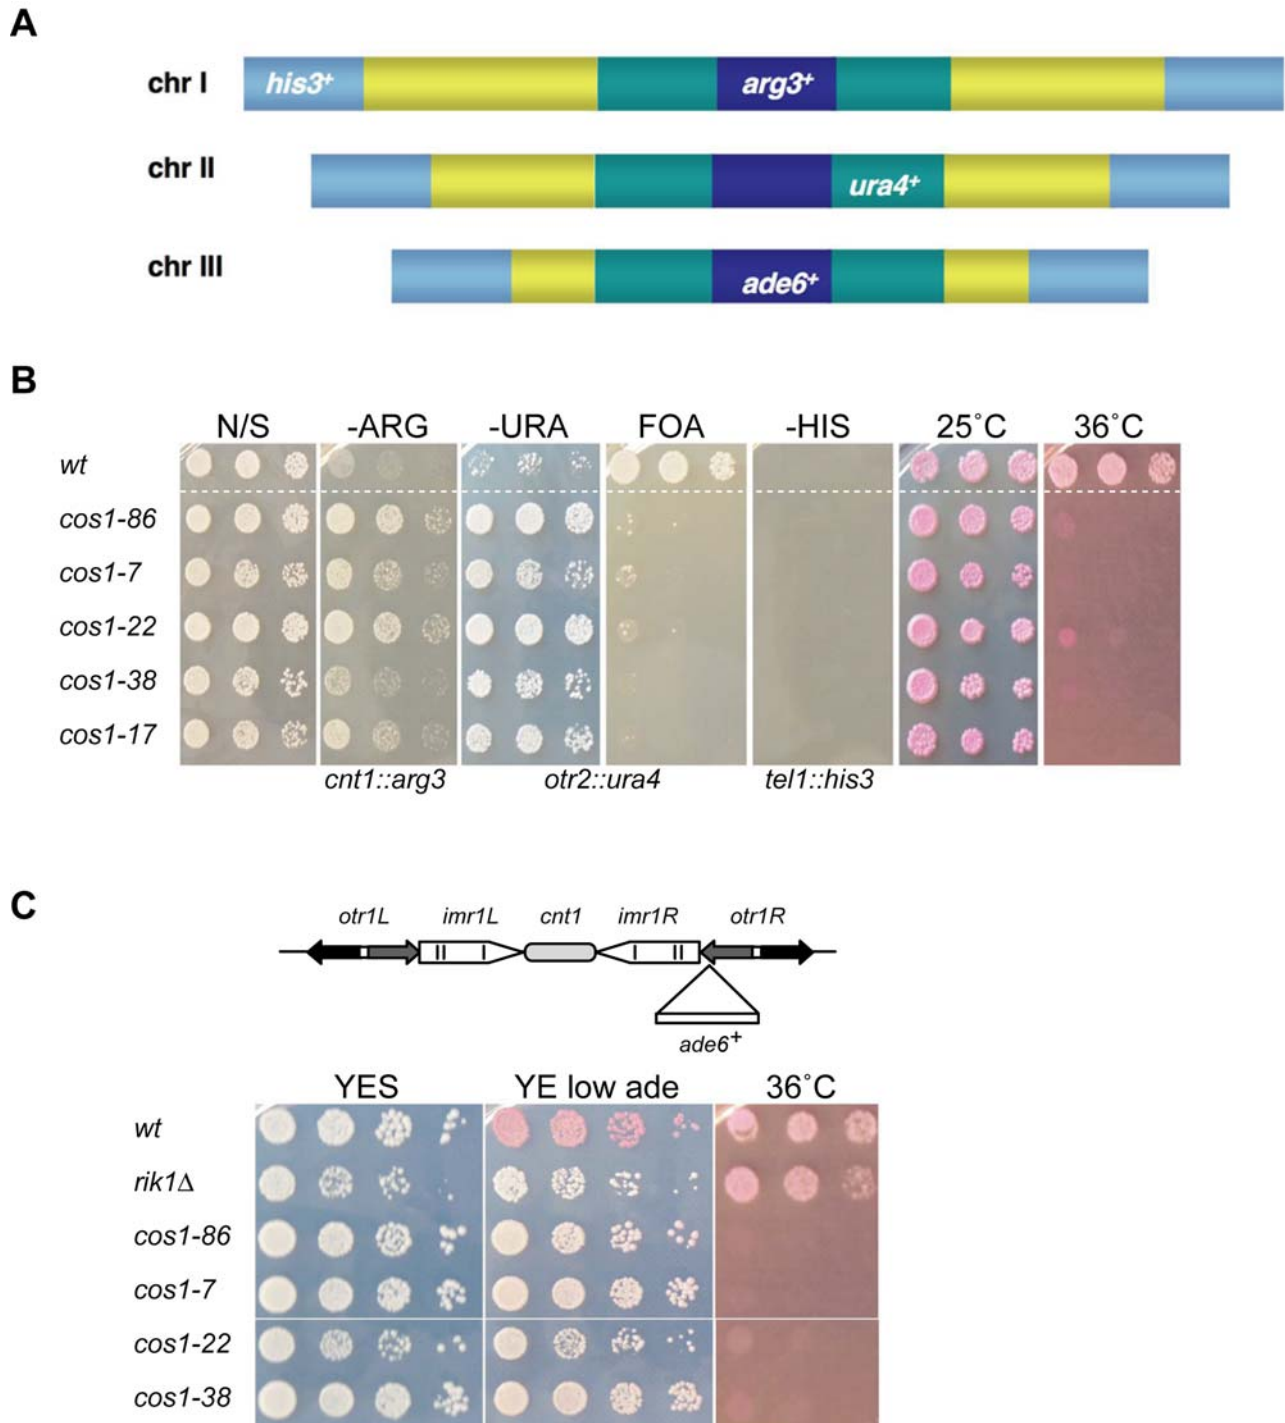 A
chr I his3+ arg3+
chr II ura4+
chr III ade6+
B
N/S -ARG -URA FOA -HIS 25˚C 36˚C
wt
cos1-86
cos1-7
cos1-22
cos1-38
cos1-17
cnt1::arg3 otr2::ura4 tel1::his3
C
otr1L imr1L cnt1 imr1R otr1R
ade6+
YES YE low ade 36˚C
wt
rik1Δ
cos1-86
cos1-7
cos1-22
cos1-38